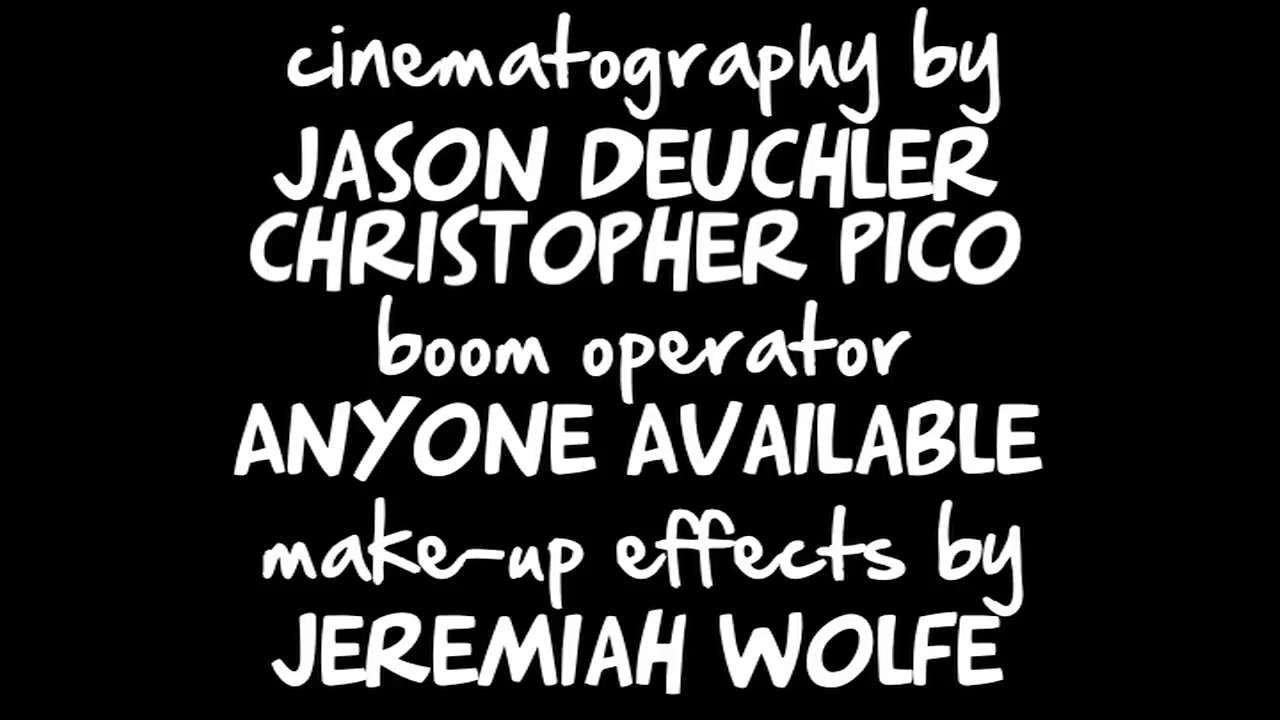 cinematography by
JASON DEUCHLER
CHRISTOPHER PICO
boom operator
ANYONE AVAILABLE
make-up effects by
JEREMIAH WOLFE